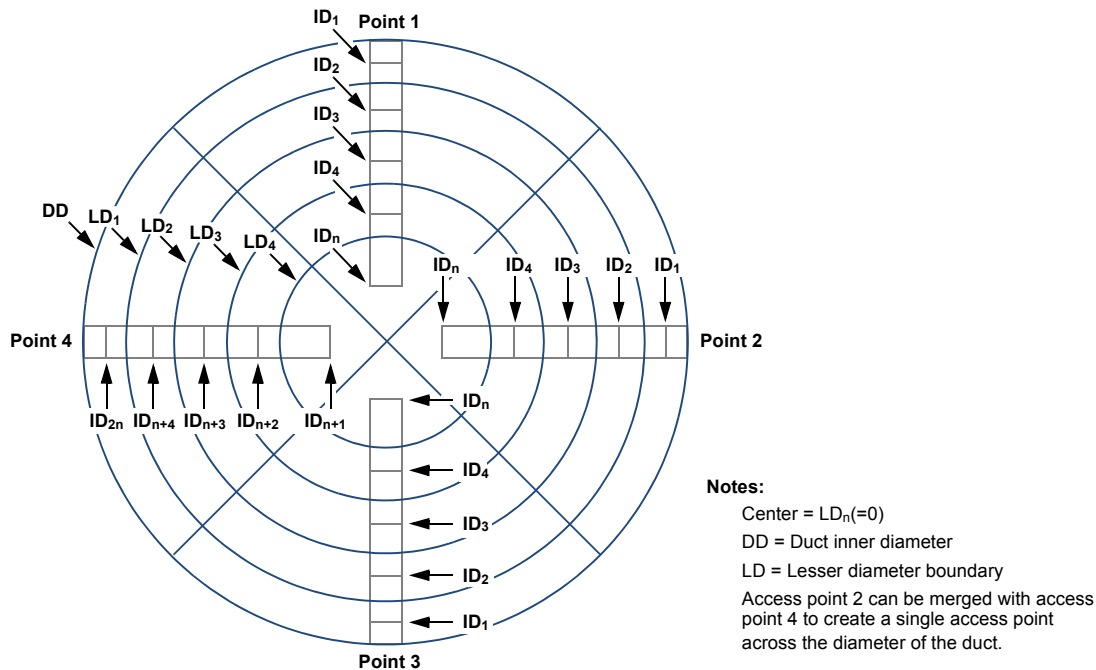 ID₁
Point 1
ID₂
ID₃
ID₄
IDₙ
DD
LD₁
LD₂
LD₃
LD₄
IDₙ
ID₄
ID₃
ID₂
ID₁
Point 4
Point 2
ID₂ₙ
IDₙ₊₄
IDₙ₊₃
IDₙ₊₂
IDₙ₊₁
IDₙ
ID₄
ID₃
ID₂
ID₁
Point 3
Notes:
Center = LDₙ(=0)
DD = Duct inner diameter
LD = Lesser diameter boundary
Access point 2 can be merged with access
point 4 to create a single access point
across the diameter of the duct.